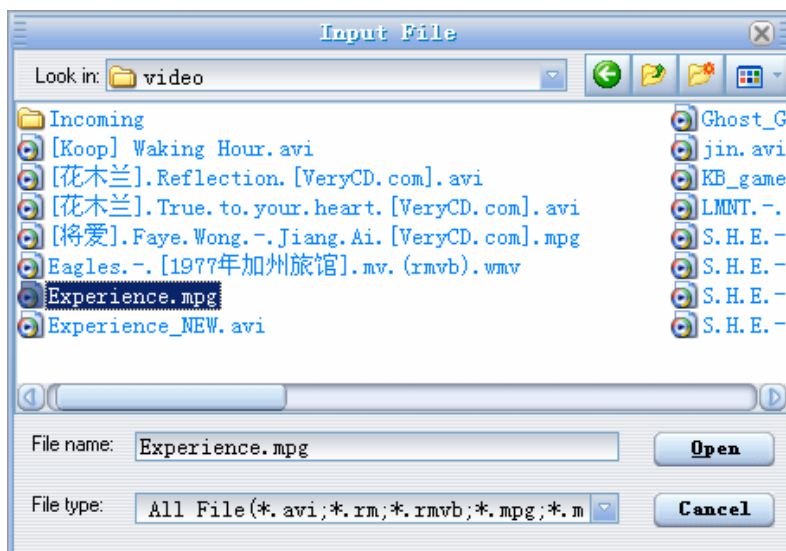 Input File
Look in: video
Incoming
[Koop] Waking Hour.avi
[花木兰].Reflection.[VeryCD.com].avi
[花木兰].True.to.your.heart.[VeryCD.com].avi
[将爱].Faye.Wong.-.Jiang.Ai.[VeryCD.com].mpg
Eagles.-.[1977年加州旅馆].mv.(rmvb).wmv
Experience.mpg
Experience_NEW.avi
Ghost_G
jin.avi
KB_game
LMNT.-.
S.H.E.-
S.H.E.-
S.H.E.-
S.H.E.-
File name: Experience.mpg
Open
File type: All File(*.avi;*.rm;*.rmvb;*.mpg;*.m
Cancel